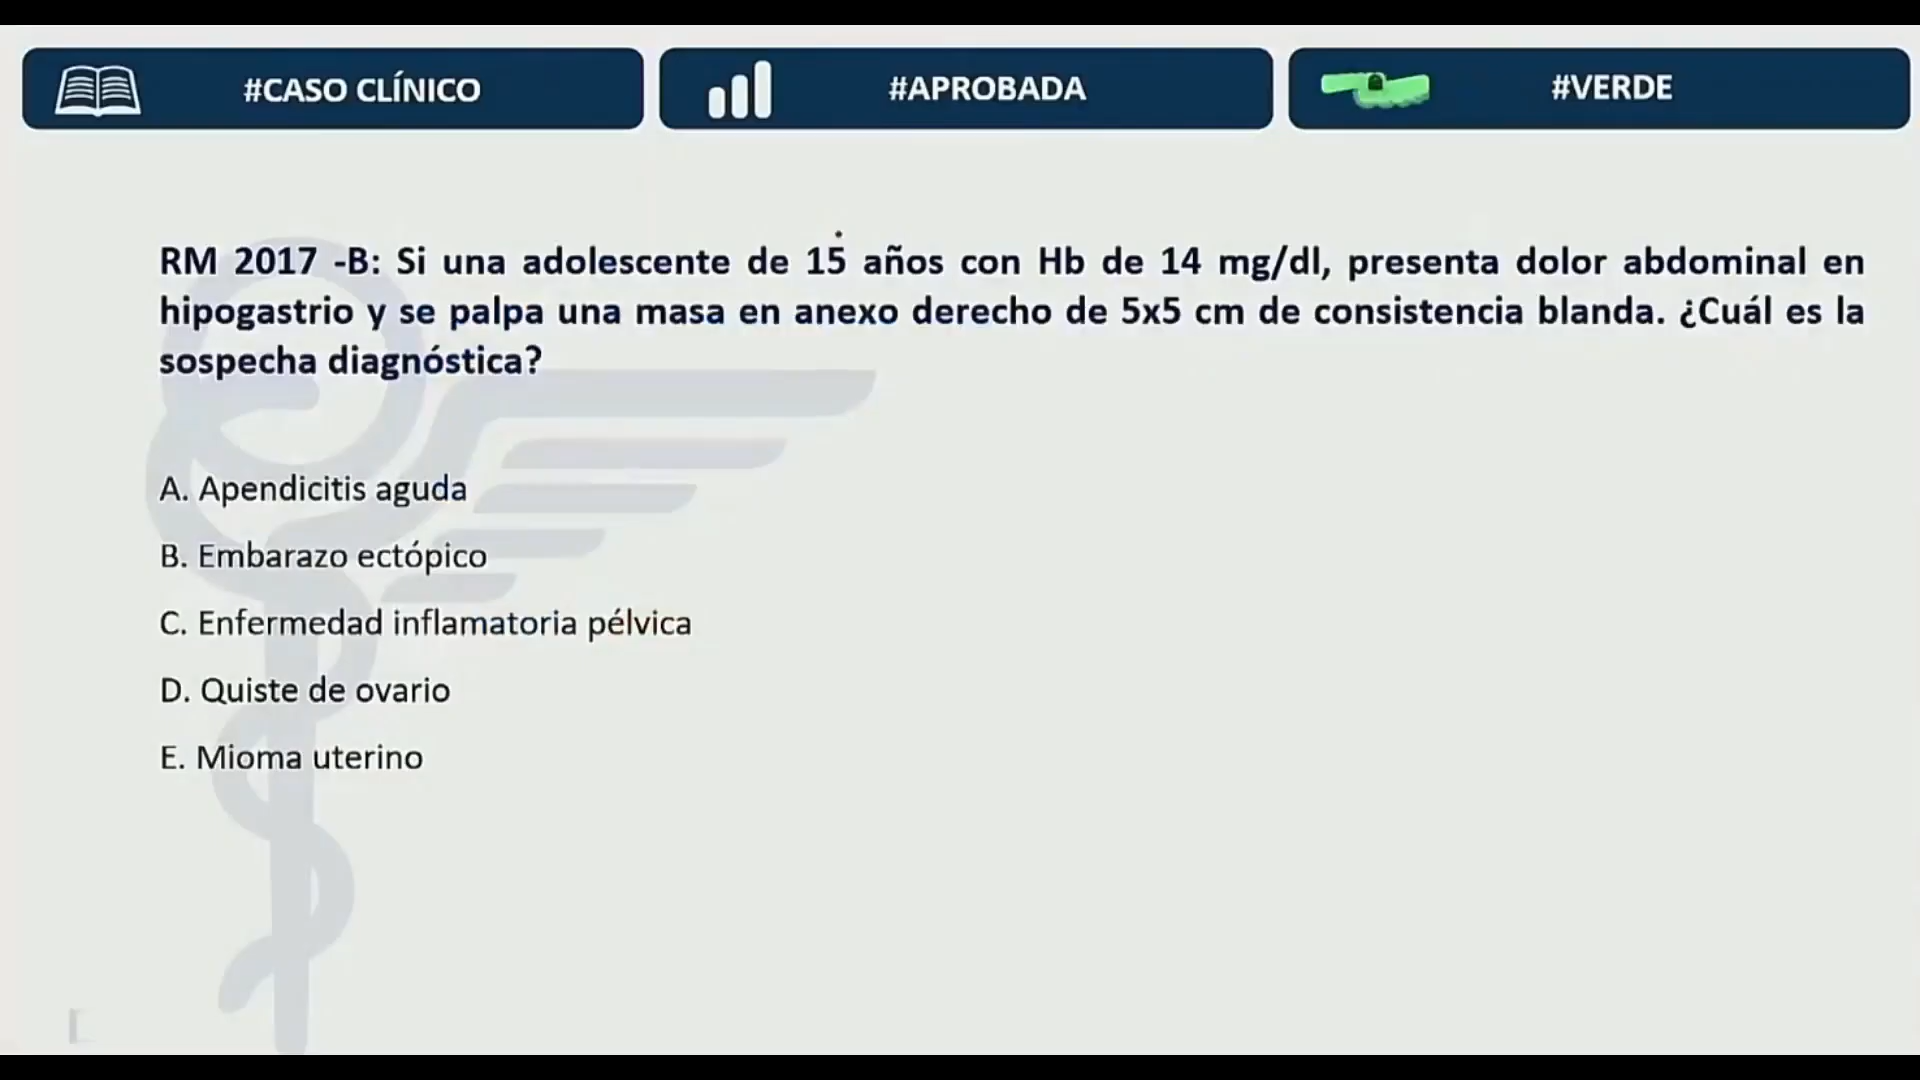 #CASO CLÍNICO
#APROBADA
#VERDE
RM 2017 -B: Si una adolescente de 15 años con Hb de 14 mg/dl, presenta dolor abdominal en
hipogastrio y se palpa una masa en anexo derecho de 5x5 cm de consistencia blanda. ¿Cuál es la
sospecha diagnóstica?
A. Apendicitis aguda
B. Embarazo ectópico
C. Enfermedad inflamatoria pélvica
D. Quiste de ovario
E. Mioma uterino